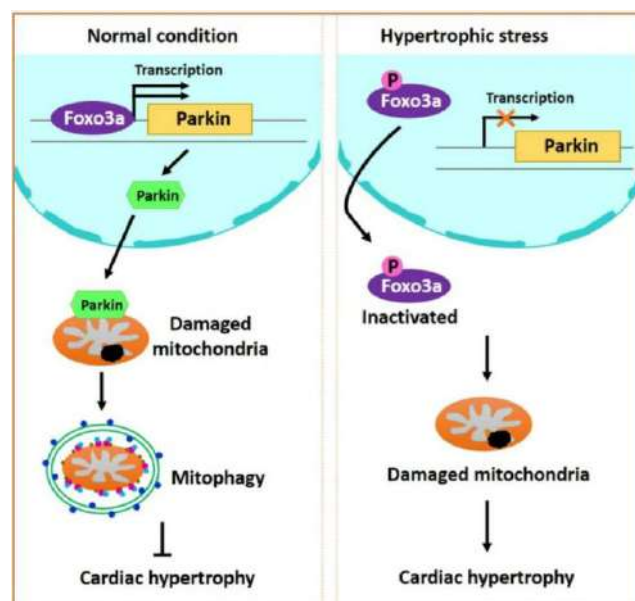 Normal condition
Transcription
Foxo3a
Parkin
Parkin
Parkin
Damaged
mitochondria
Mitophagy
Cardiac hypertrophy
Hypertrophic stress
P
Foxo3a
Transcription
Parkin
P
Foxo3a
Inactivated
Damaged mitochondria
Cardiac hypertrophy